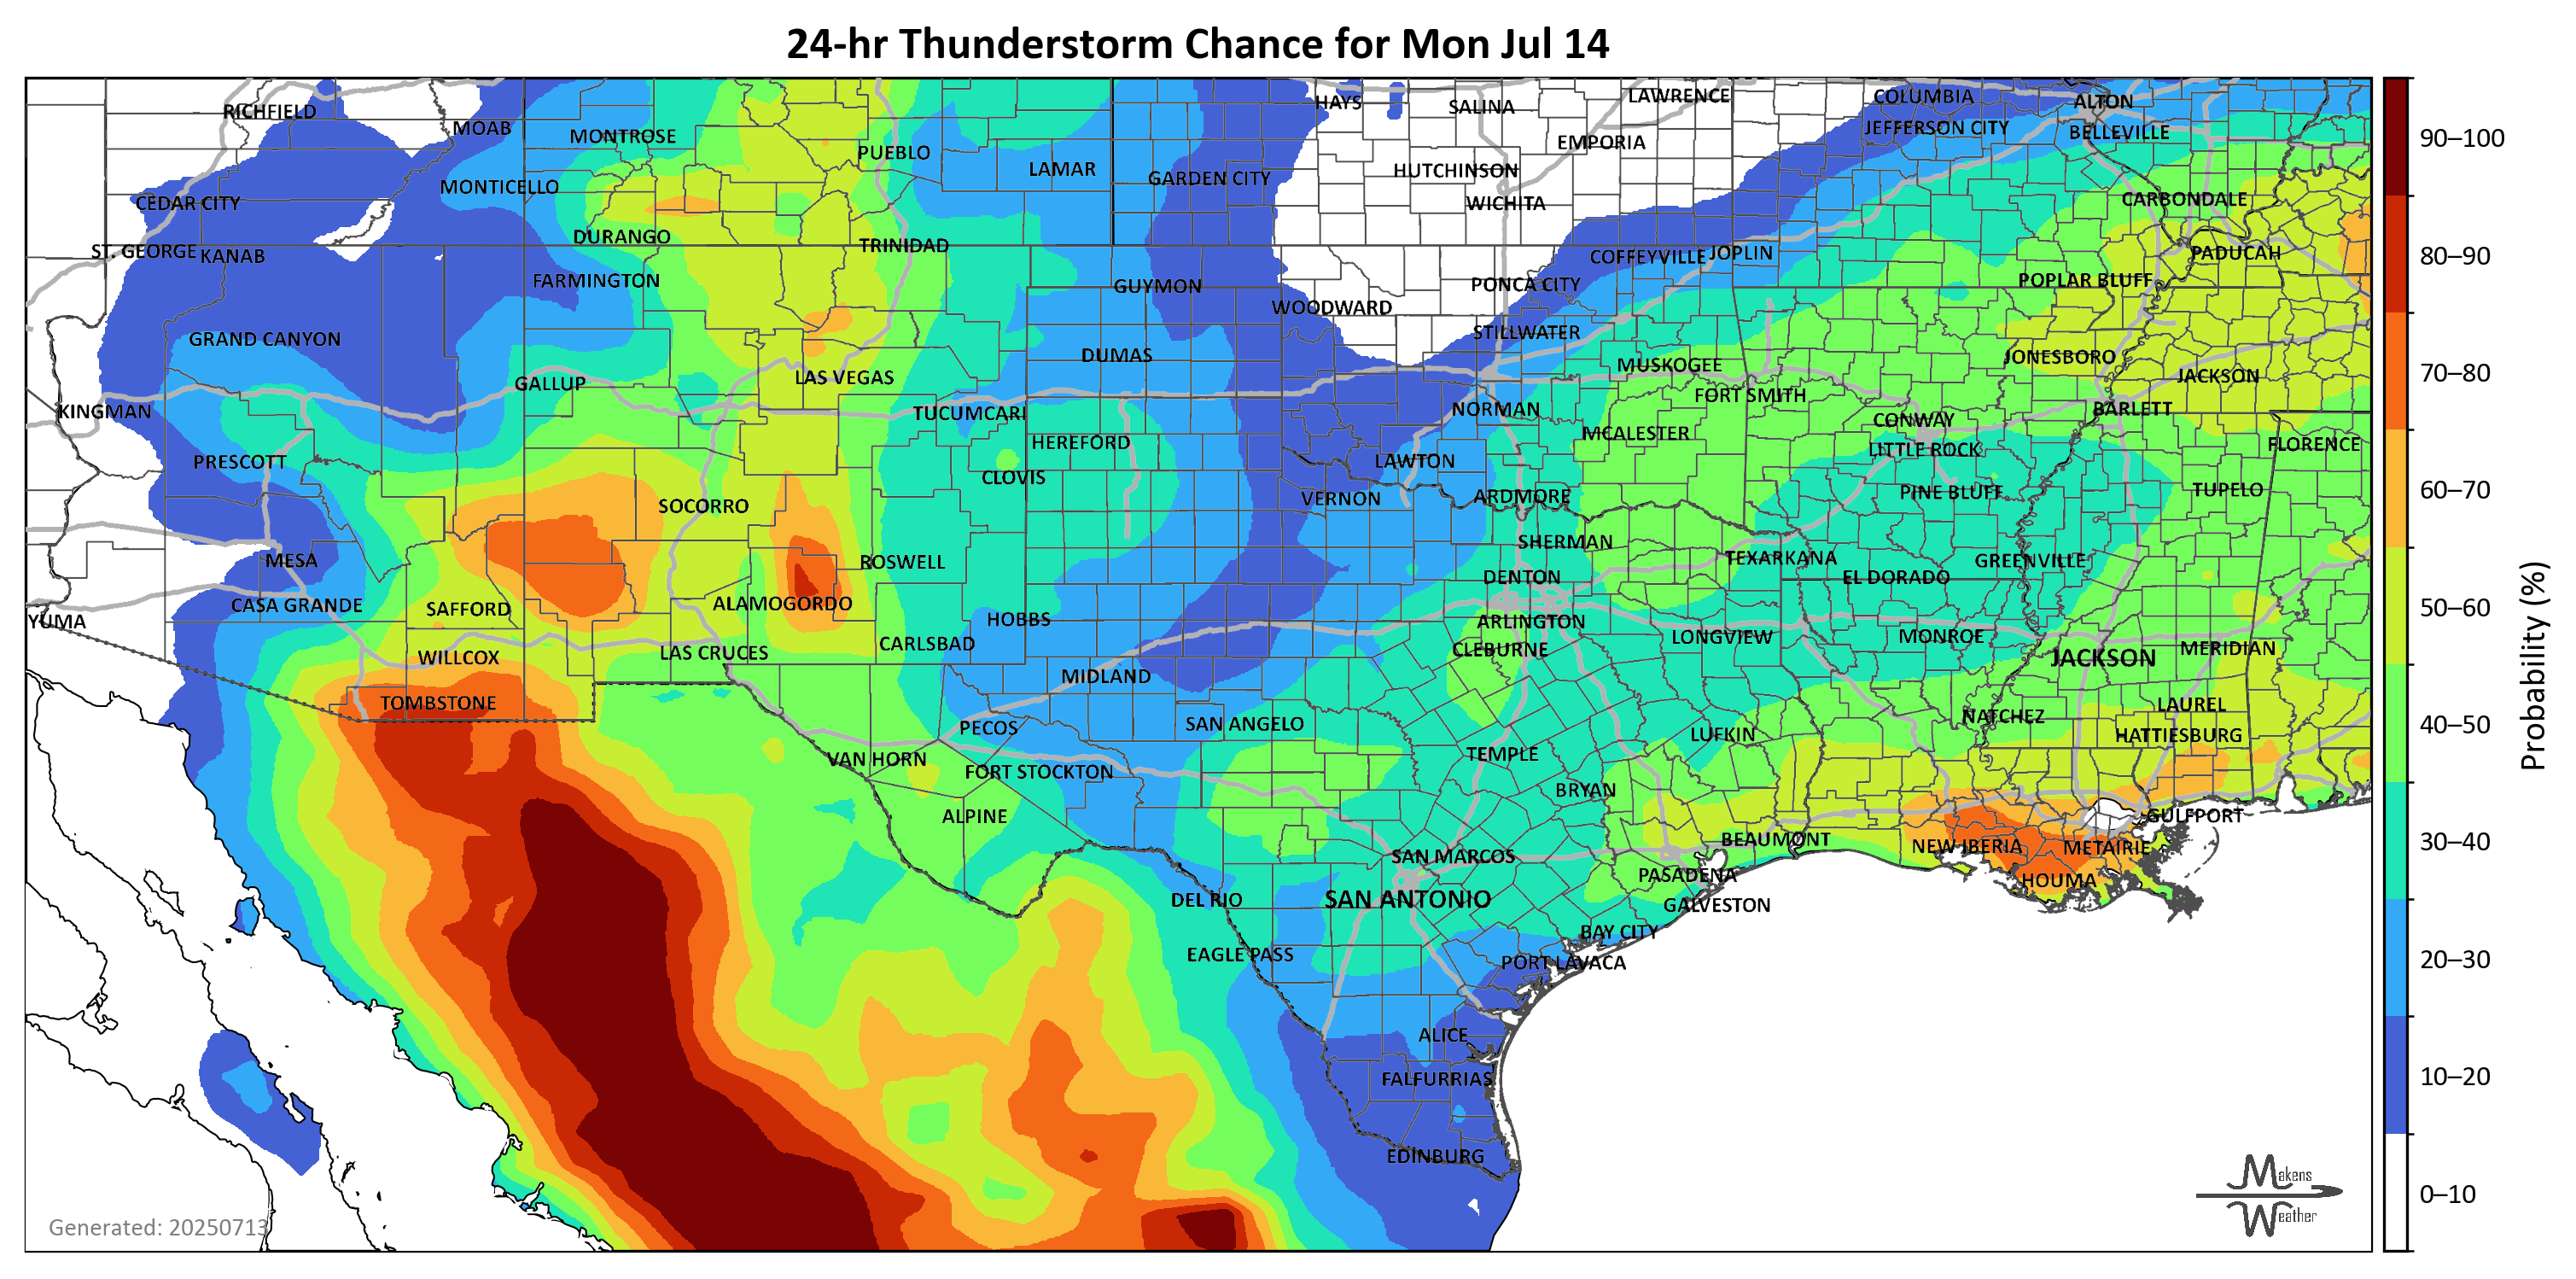 24-hr Thunderstorm Chance for Mon Jul 14
RICHFIELD
MOAB
MONTROSE
PUEBLO
LAMAR
GARDEN CITY
HAYS
SALINA
LAWRENCE
EMPORIA
HUTCHINSON
WICHITA
COLUMBIA
JEFFERSON CITY
ALTON
BELLEVILLE
CARBONDALE
PADUCAH
POPLAR BLUFF
MONTICELLO
CEDAR CITY
ST. GEORGE
KANAB
DURANGO
TRINIDAD
FARMINGTON
GUYMON
WOODWARD
PONCA CITY
COFFEYVILLE
JOPLIN
STILLWATER
GRAND CANYON
DUMAS
MUSKOGEE
JONESBORO
JACKSON
GALLUP
LAS VEGAS
FORT SMITH
KINGMAN
TUCUMCARI
NORMAN
BARLETT
CONWAY
HEREFORD
MCALESTER
LITTLE ROCK
FLORENCE
PRESCOTT
CLOVIS
LAWTON
VERNON
ARDMORE
PINE BLUFF
TUPELO
SOCORRO
MESA
ROSWELL
SHERMAN
TEXARKANA
GREENVILLE
DENTON
EL DORADO
CASA GRANDE
SAFFORD
ALAMOGORDO
YUMA
HOBBS
ARLINGTON
CARLSBAD
CLEBURNE
LONGVIEW
MONROE
WILLCOX
LAS CRUCES
JACKSON
MERIDIAN
MIDLAND
TOMBSTONE
PECOS
SAN ANGELO
NATCHEZ
LAUREL
LUFKIN
HATTIESBURG
VAN HORN
FORT STOCKTON
TEMPLE
BRYAN
ALPINE
GULFPORT
BEAUMONT
NEW IBERIA
METAIRIE
SAN MARCOS
PASADENA
HOUMA
DEL RIO
SAN ANTONIO
GALVESTON
BAY CITY
EAGLE PASS
PORT LAVACA
ALICE
FALFURRIAS
EDINBURG
Makens
Weather
Generated: 20250713
90–100
80–90
70–80
60–70
50–60
40–50
30–40
20–30
10–20
0–10
Probability (%)